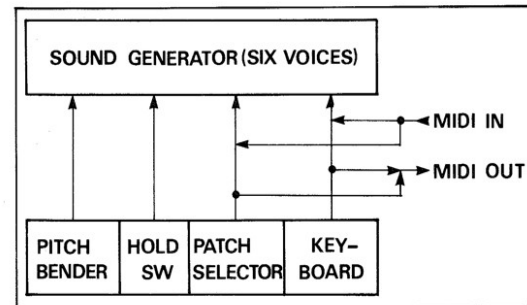 SOUND GENERATOR (SIX VOICES)
MIDI IN
MIDI OUT
PITCH
BENDER
HOLD
SW
PATCH
SELECTOR
KEY-
BOARD